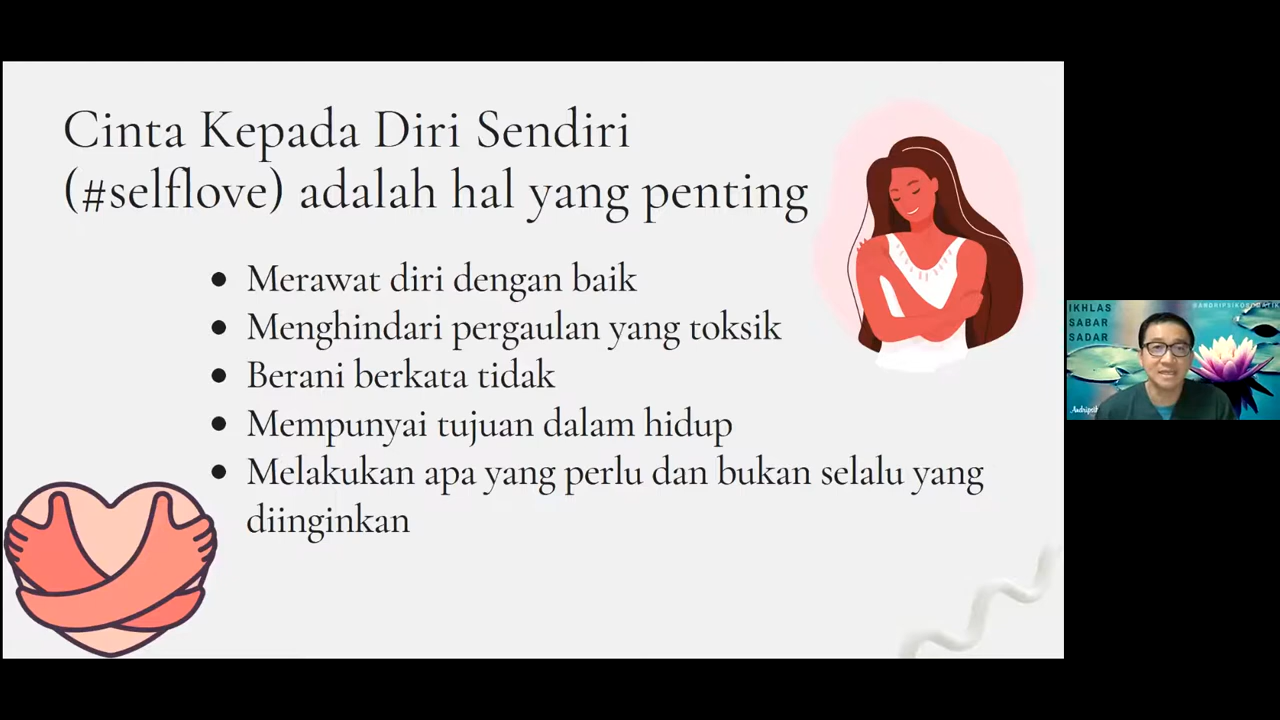 Cinta Kepada Diri Sendiri
(#selflove) adalah hal yang penting
• Merawat diri dengan baik
• Menghindari pergaulan yang toksik
• Berani berkata tidak
• Mempunyai tujuan dalam hidup
• Melakukan apa yang perlu dan bukan selalu yang
diinginkan
IKHLAS
SABAR
SADAR